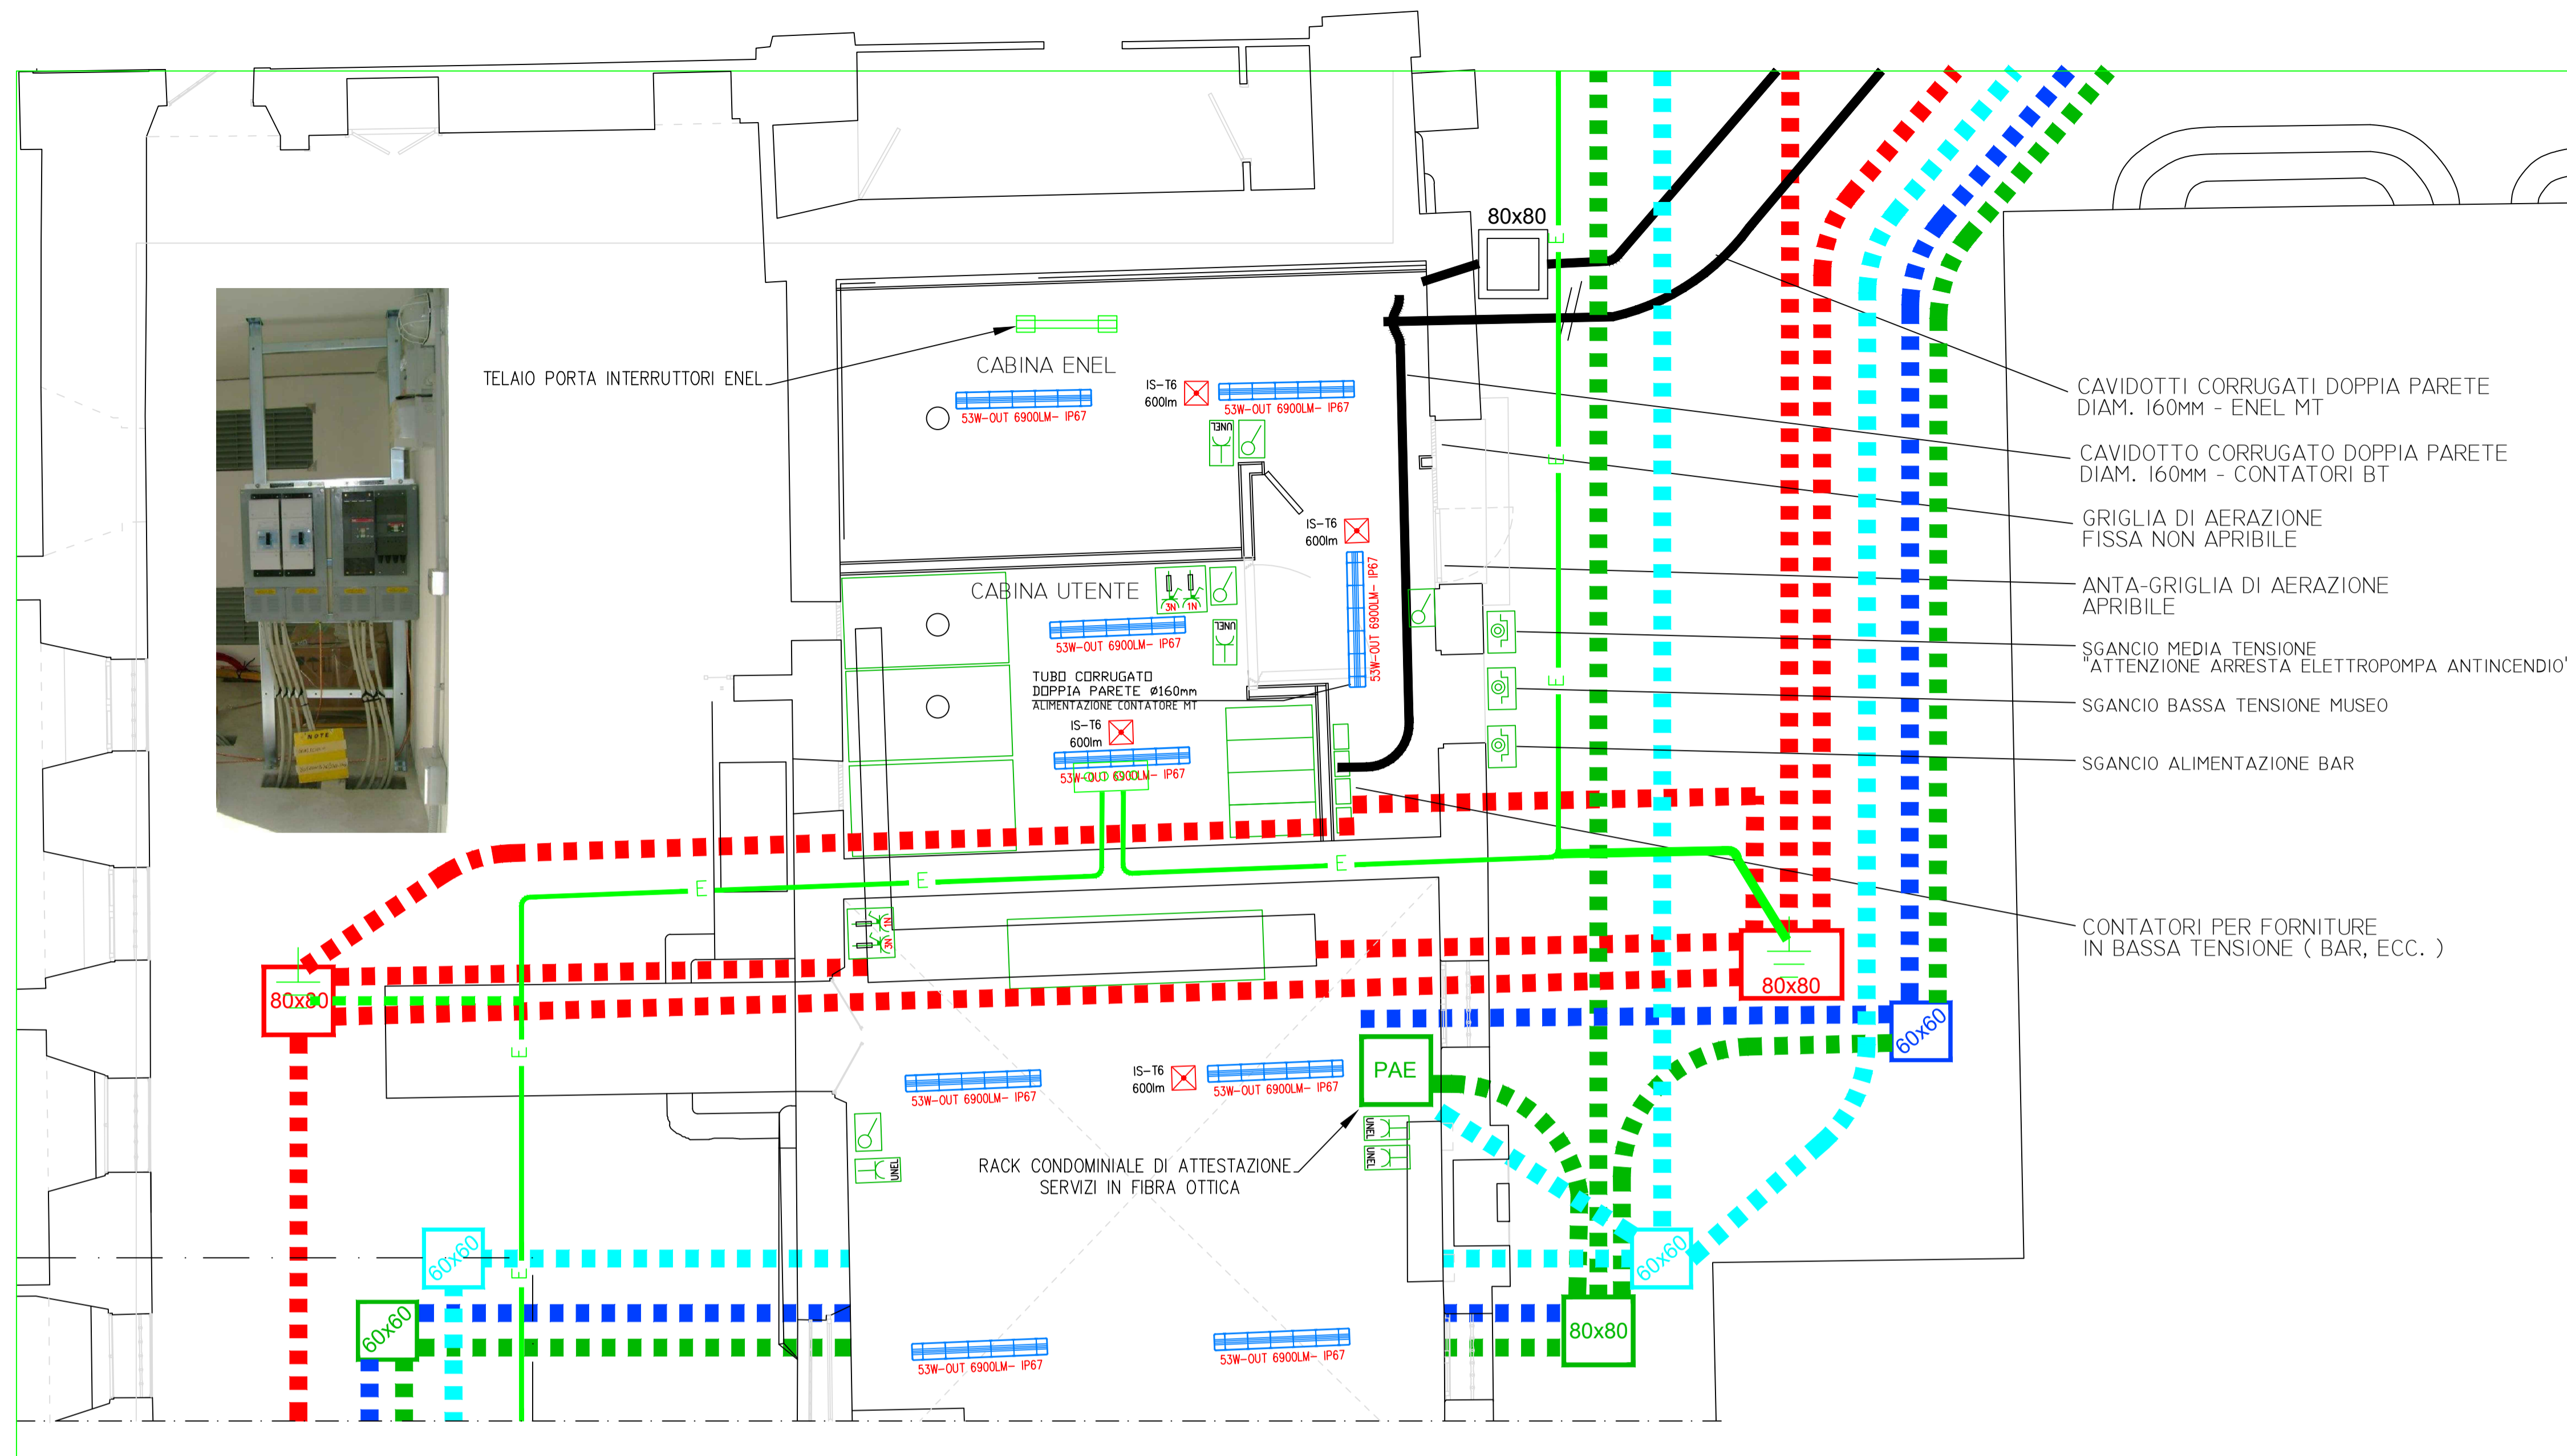 80x80
E
CABINA ENEL
TELAIO PORTA INTERRUTTORI ENEL
IS-T6
600lm
53W-OUT 6900LM- IP67
53W-OUT 6900LM- IP67
UNEL
E
CAVIDOTTI CORRUGATI DOPPIA PARETE
DIAM. 160MM - ENEL MT
CAVIDOTTO CORRUGATO DOPPIA PARETE
DIAM. 160MM - CONTATORI BT
GRIGLIA DI AERAZIONE
FISSA NON APRIBILE
ANTA-GRIGLIA DI AERAZIONE
APRIBILE
SGANCIO MEDIA TENSIONE
"ATTENZIONE ARRESTA ELETTROPOMPA ANTINCENDIO"
SGANCIO BASSA TENSIONE MUSEO
SGANCIO ALIMENTAZIONE BAR
CONTATORI PER FORNITURE
IN BASSA TENSIONE ( BAR, ECC. )
IS-T6
600lm
53W-OUT 6900LM- IP67
CABINA UTENTE
3N 1N
UNEL
53W-OUT 6900LM- IP67
E
TUBO CORRUGATO
DOPPIA PARETE Ø160mm
ALIMENTAZIONE CONTATORE MT
IS-T6
600lm
53W-OUT 6900LM- IP67
NOTE
E
E
E
1N
3N
80x80
80x80
60x60
E
PAE
IS-T6
600lm
53W-OUT 6900LM- IP67
53W-OUT 6900LM- IP67
UNEL
UNEL
UNEL
RACK CONDOMINIALE DI ATTESTAZIONE
SERVIZI IN FIBRA OTTICA
60x60
E
60x60
60x60
80x80
53W-OUT 6900LM- IP67
53W-OUT 6900LM- IP67